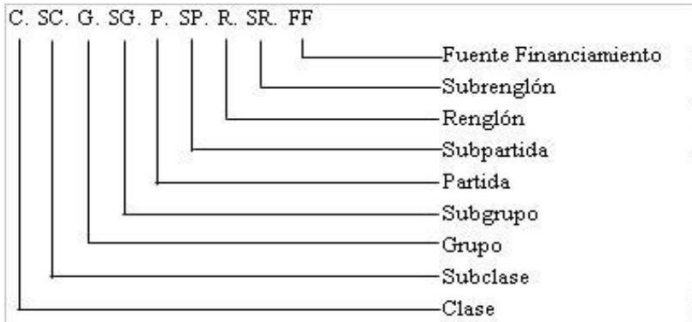 C. SC. G. SG. P. SP. R. SR. FF
Fuente Financiamiento
Subrenglón
Renglón
Subpartida
Partida
Subgrupo
Grupo
Subclase
Clase